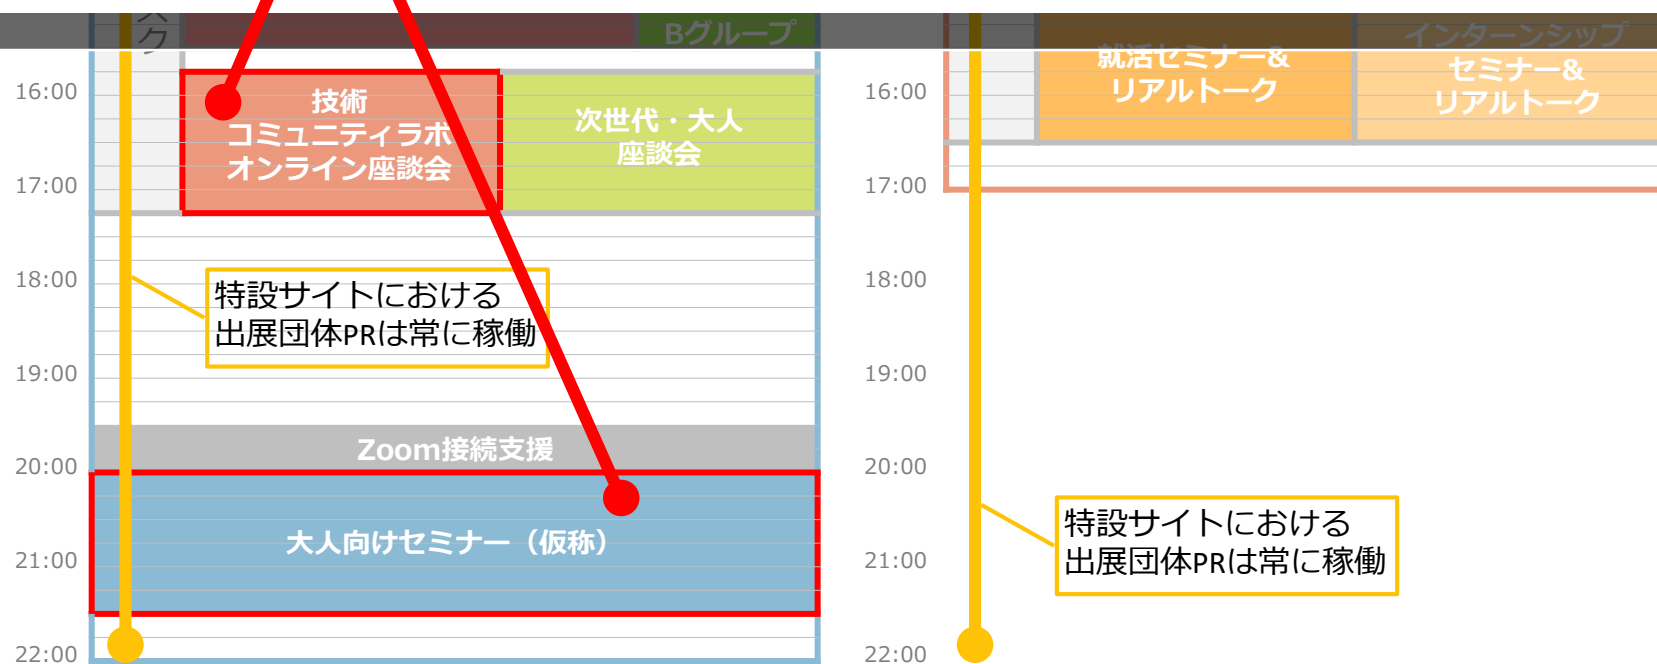 スク
Bグループ
16:00
技術
コミュニティラボ
オンライン座談会
次世代・大人
座談会
17:00
18:00
特設サイトにおける
出展団体PRは常に稼働
19:00
Zoom接続支援
20:00
大人向けセミナー（仮称）
21:00
22:00
就活セミナー&
リアルトーク
インターンシップ
セミナー&
リアルトーク
16:00
17:00
18:00
19:00
20:00
特設サイトにおける
出展団体PRは常に稼働
21:00
22:00